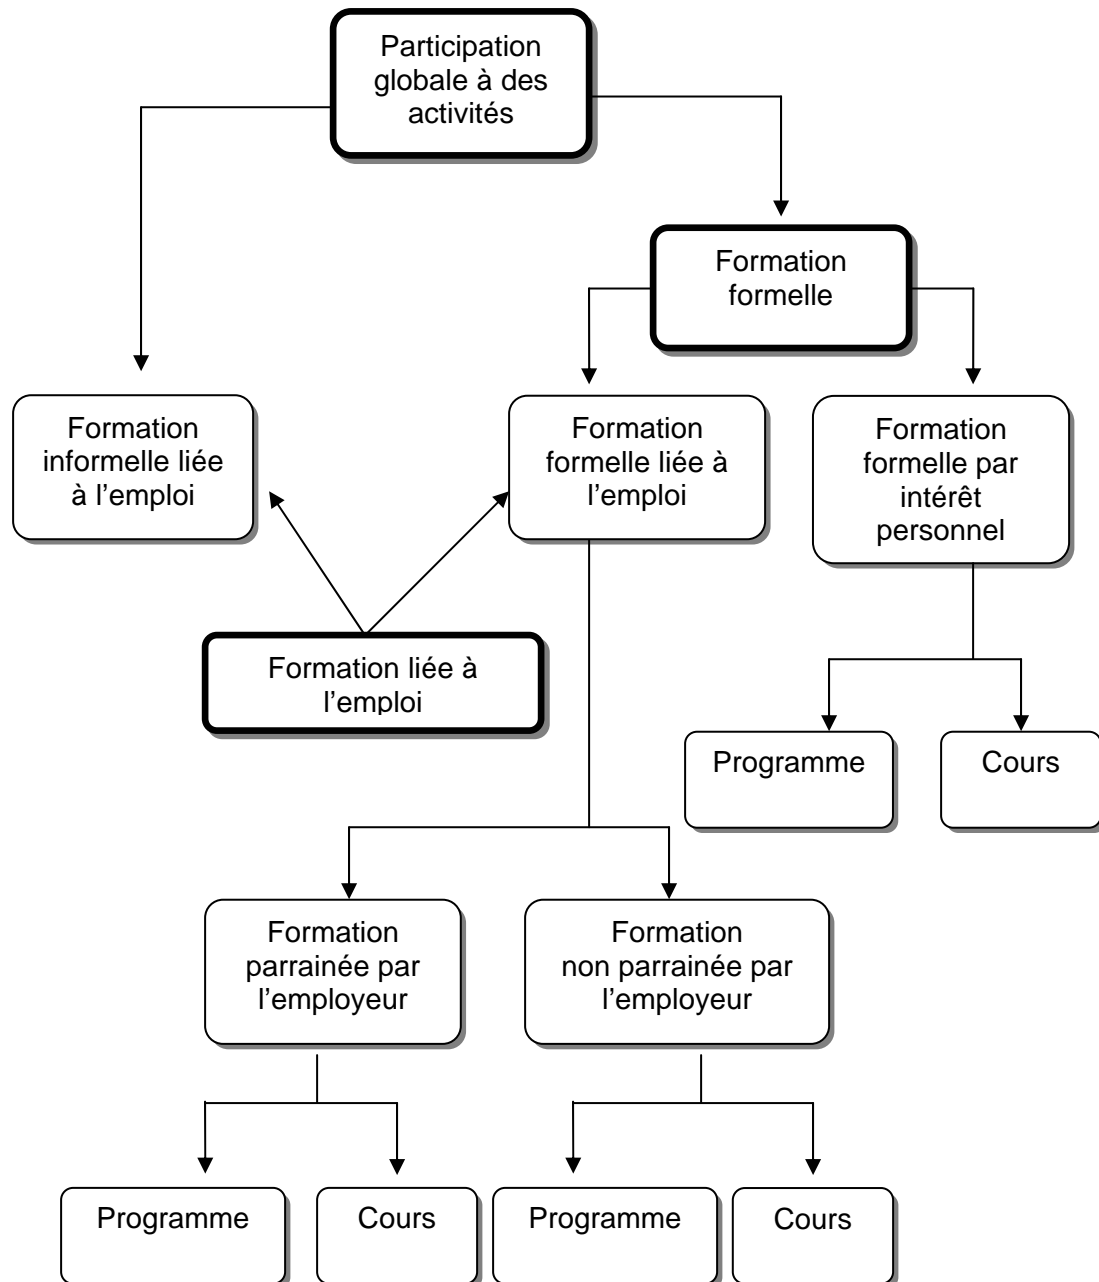 Participation
globale à des
activités
Formation
formelle
Formation
informelle liée
à l’emploi
Formation
formelle liée à
l’emploi
Formation
formelle par
intérêt
personnel
Formation liée à
l’emploi
Programme
Cours
Formation
parrainée par
l’employeur
Formation
non parrainée par
l’employeur
Programme
Cours
Programme
Cours